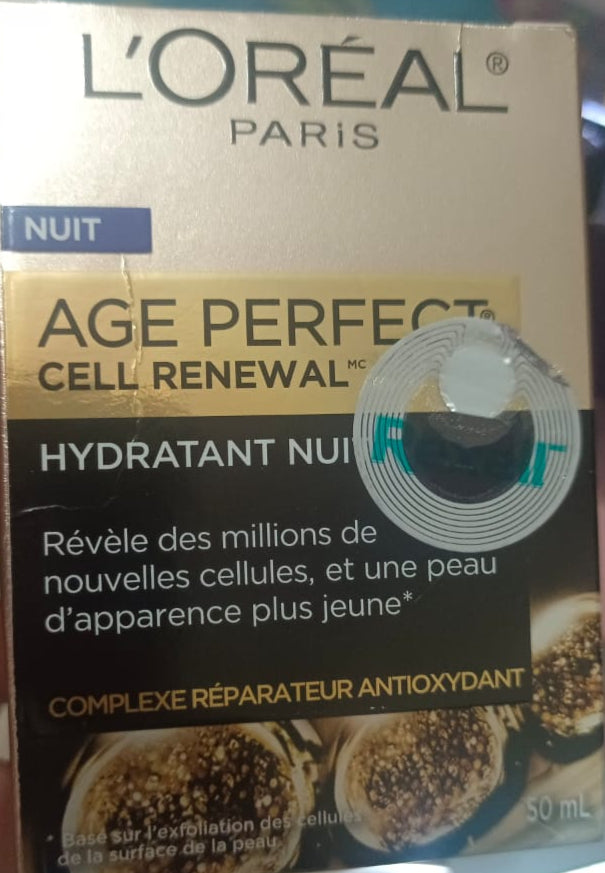 L'ORÉAL®
PARiS
NUIT
AGE PERFECT®
CELL RENEWAL MC
HYDRATANT NUIT
Révèle des millions de
nouvelles cellules, et une peau
d'apparence plus jeune*
COMPLEXE RÉPARATEUR ANTIOXYDANT
50 mL
* Basé sur l'exfoliation des cellules
de la surface de la peau.